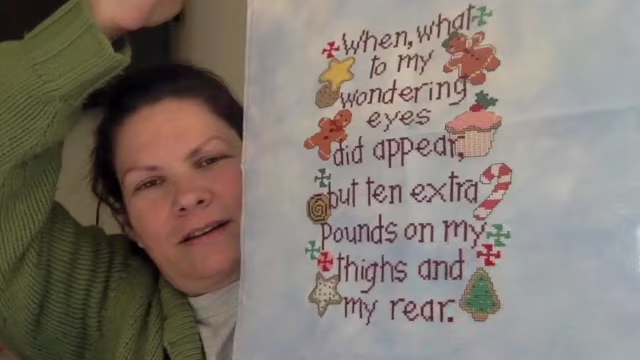 When, what
to my
wondering
eyes
did appear,
but ten extra
pounds on my
thighs and
my rear.